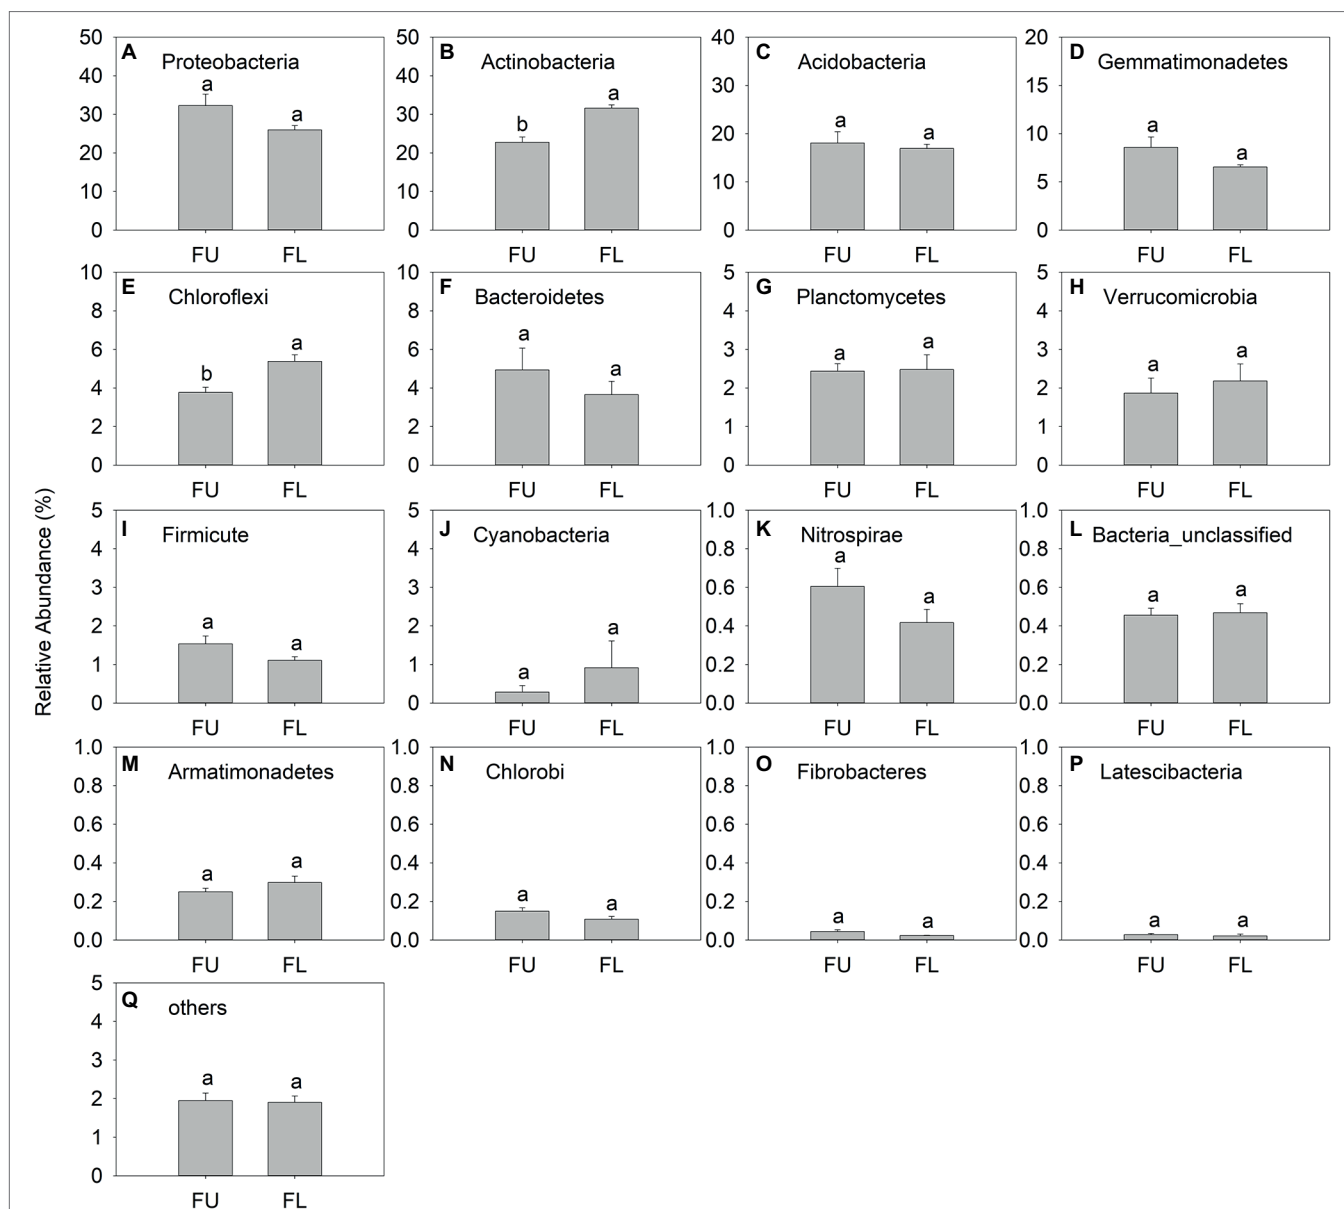 Relative Abundance (%)
A Proteobacteria
50
40
30
20
10
0
a
a
FU FL
B Actinobacteria
50
40
30
20
10
0
b
a
FU FL
C Acidobacteria
40
30
20
10
0
a
a
FU FL
D Gemmatimonadetes
20
15
10
5
0
a
a
FU FL
E Chloroflexi
10
8
6
4
2
0
b
a
FU FL
F Bacteroidetes
10
8
6
4
2
0
a
a
FU FL
G Planctomycetes
5
4
3
2
1
0
a
a
FU FL
H Verrucomicrobia
5
4
3
2
1
0
a
a
FU FL
I Firmicute
5
4
3
2
1
0
a
a
FU FL
J Cyanobacteria
5
4
3
2
1
0
a
a
FU FL
K Nitrospirae
1.0
0.8
0.6
0.4
0.2
0.0
a
a
FU FL
L Bacteria_unclassified
1.0
0.8
0.6
0.4
0.2
0.0
a
a
FU FL
M Armatimonadetes
1.0
0.8
0.6
0.4
0.2
0.0
a
a
FU FL
N Chlorobi
1.0
0.8
0.6
0.4
0.2
0.0
a
a
FU FL
O Fibrobacteres
1.0
0.8
0.6
0.4
0.2
0.0
a
a
FU FL
P Latescibacteria
1.0
0.8
0.6
0.4
0.2
0.0
a
a
FU FL
Q others
5
4
3
2
1
0
a
a
FU FL